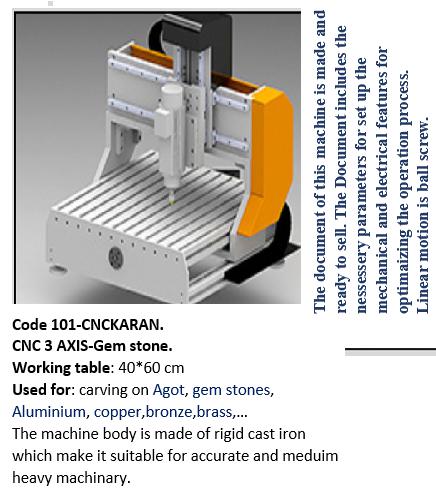 The document of this machine is made and
ready to sell. The Document includes the
nessessery parameters for set up the
mechanical and electrical features for
optimaizing the operation process.
Linear motion is ball screw.
Code 101-CNCKARAN.
CNC 3 AXIS-Gem stone.
Working table: 40*60 cm
Used for: carving on Agot, gem stones,
Aluminium, copper,bronze,brass,...
The machine body is made of rigid cast iron
which make it suitable for accurate and meduim
heavy machinary.